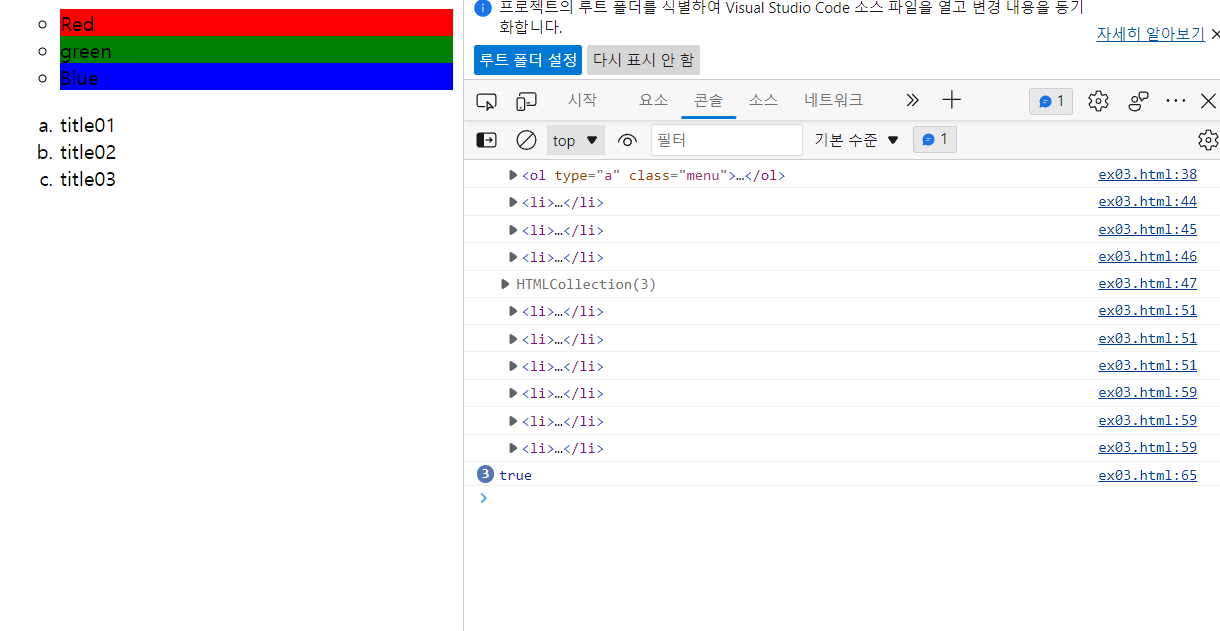 Red
green
Blue
a. title01
b. title02
c. title03
프로젝트의 루트 폴더를 식별하여 Visual Studio Code 소스 파일을 열고 변경 내용을 동기
화합니다.
자세히 알아보기
루트 폴더 설정 다시 표시 안 함
시작 요소 콘솔 소스 네트워크 1
top 필터 기본 수준 1
<ol type="a" class="menu">…</ol> ex03.html:38
<li>…</li> ex03.html:44
<li>…</li> ex03.html:45
<li>…</li> ex03.html:46
HTMLCollection(3) ex03.html:47
<li>…</li> ex03.html:51
<li>…</li> ex03.html:51
<li>…</li> ex03.html:51
<li>…</li> ex03.html:59
<li>…</li> ex03.html:59
<li>…</li> ex03.html:59
3 true ex03.html:65